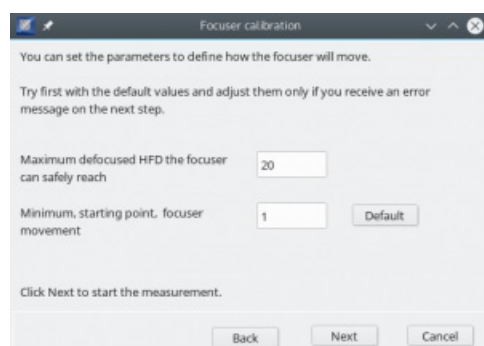 Focuser calibration
You can set the parameters to define how the focuser will move.
Try first with the default values and adjust them only if you receive an error
message on the next step.
Maximum defocused HFD the focuser
can safely reach
20
Minimum, starting point, focuser
movement
1
Default
Click Next to start the measurement.
Back
Next
Cancel